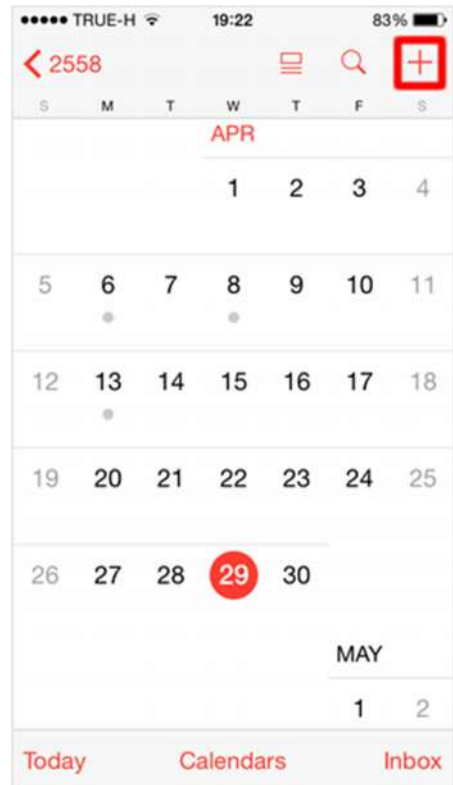 TRUE-H 19:22 83%
2558
S M T W T F S
APR
1 2 3 4
5 6 7 8 9 10 11
12 13 14 15 16 17 18
19 20 21 22 23 24 25
26 27 28 29 30
MAY
1 2
Today Calendars Inbox